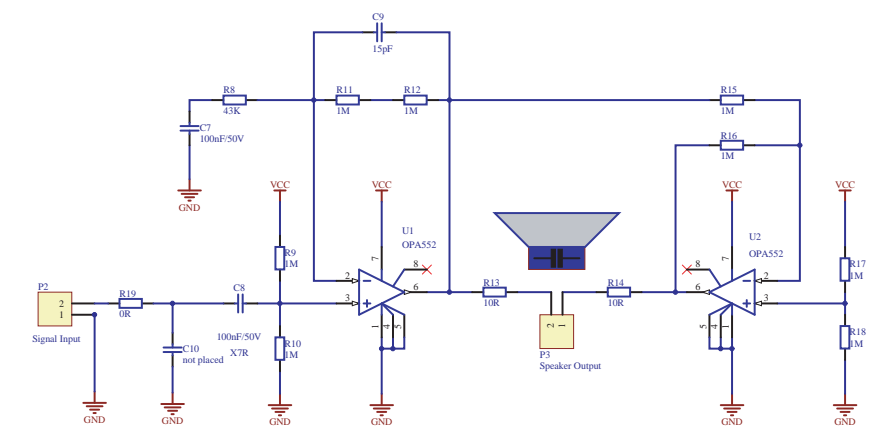 C9
15pF
R8
43K
R11
1M
R12
1M
R15
1M
C7
100nF/50V
R16
1M
GND
VCC
VCC
VCC
VCC
U1
OPA552
U2
OPA552
7
8
8
7
R9
1M
2
3
6
6
2
3
R17
1M
P2
2
1
Signal Input
R19
0R
C8
100nF/50V
X7R
R13
10R
R14
10R
C10
not placed
R10
1M
1
4
5
2
1
P3
Speaker Output
5
4
1
R18
1M
GND
GND
GND
GND
GND
GND